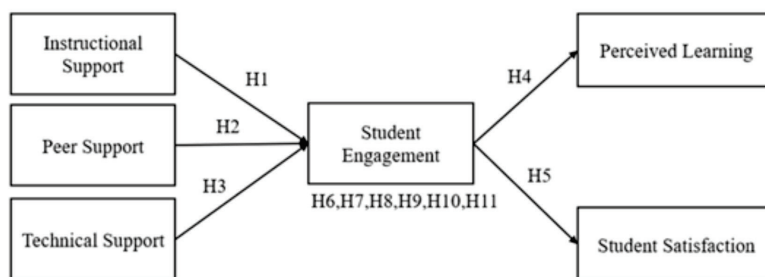 Instructional
Support
H1
Peer Support
H2
H3
Technical Support
Student
Engagement
H6,H7,H8,H9,H10,H11
H4
Perceived Learning
H5
Student Satisfaction